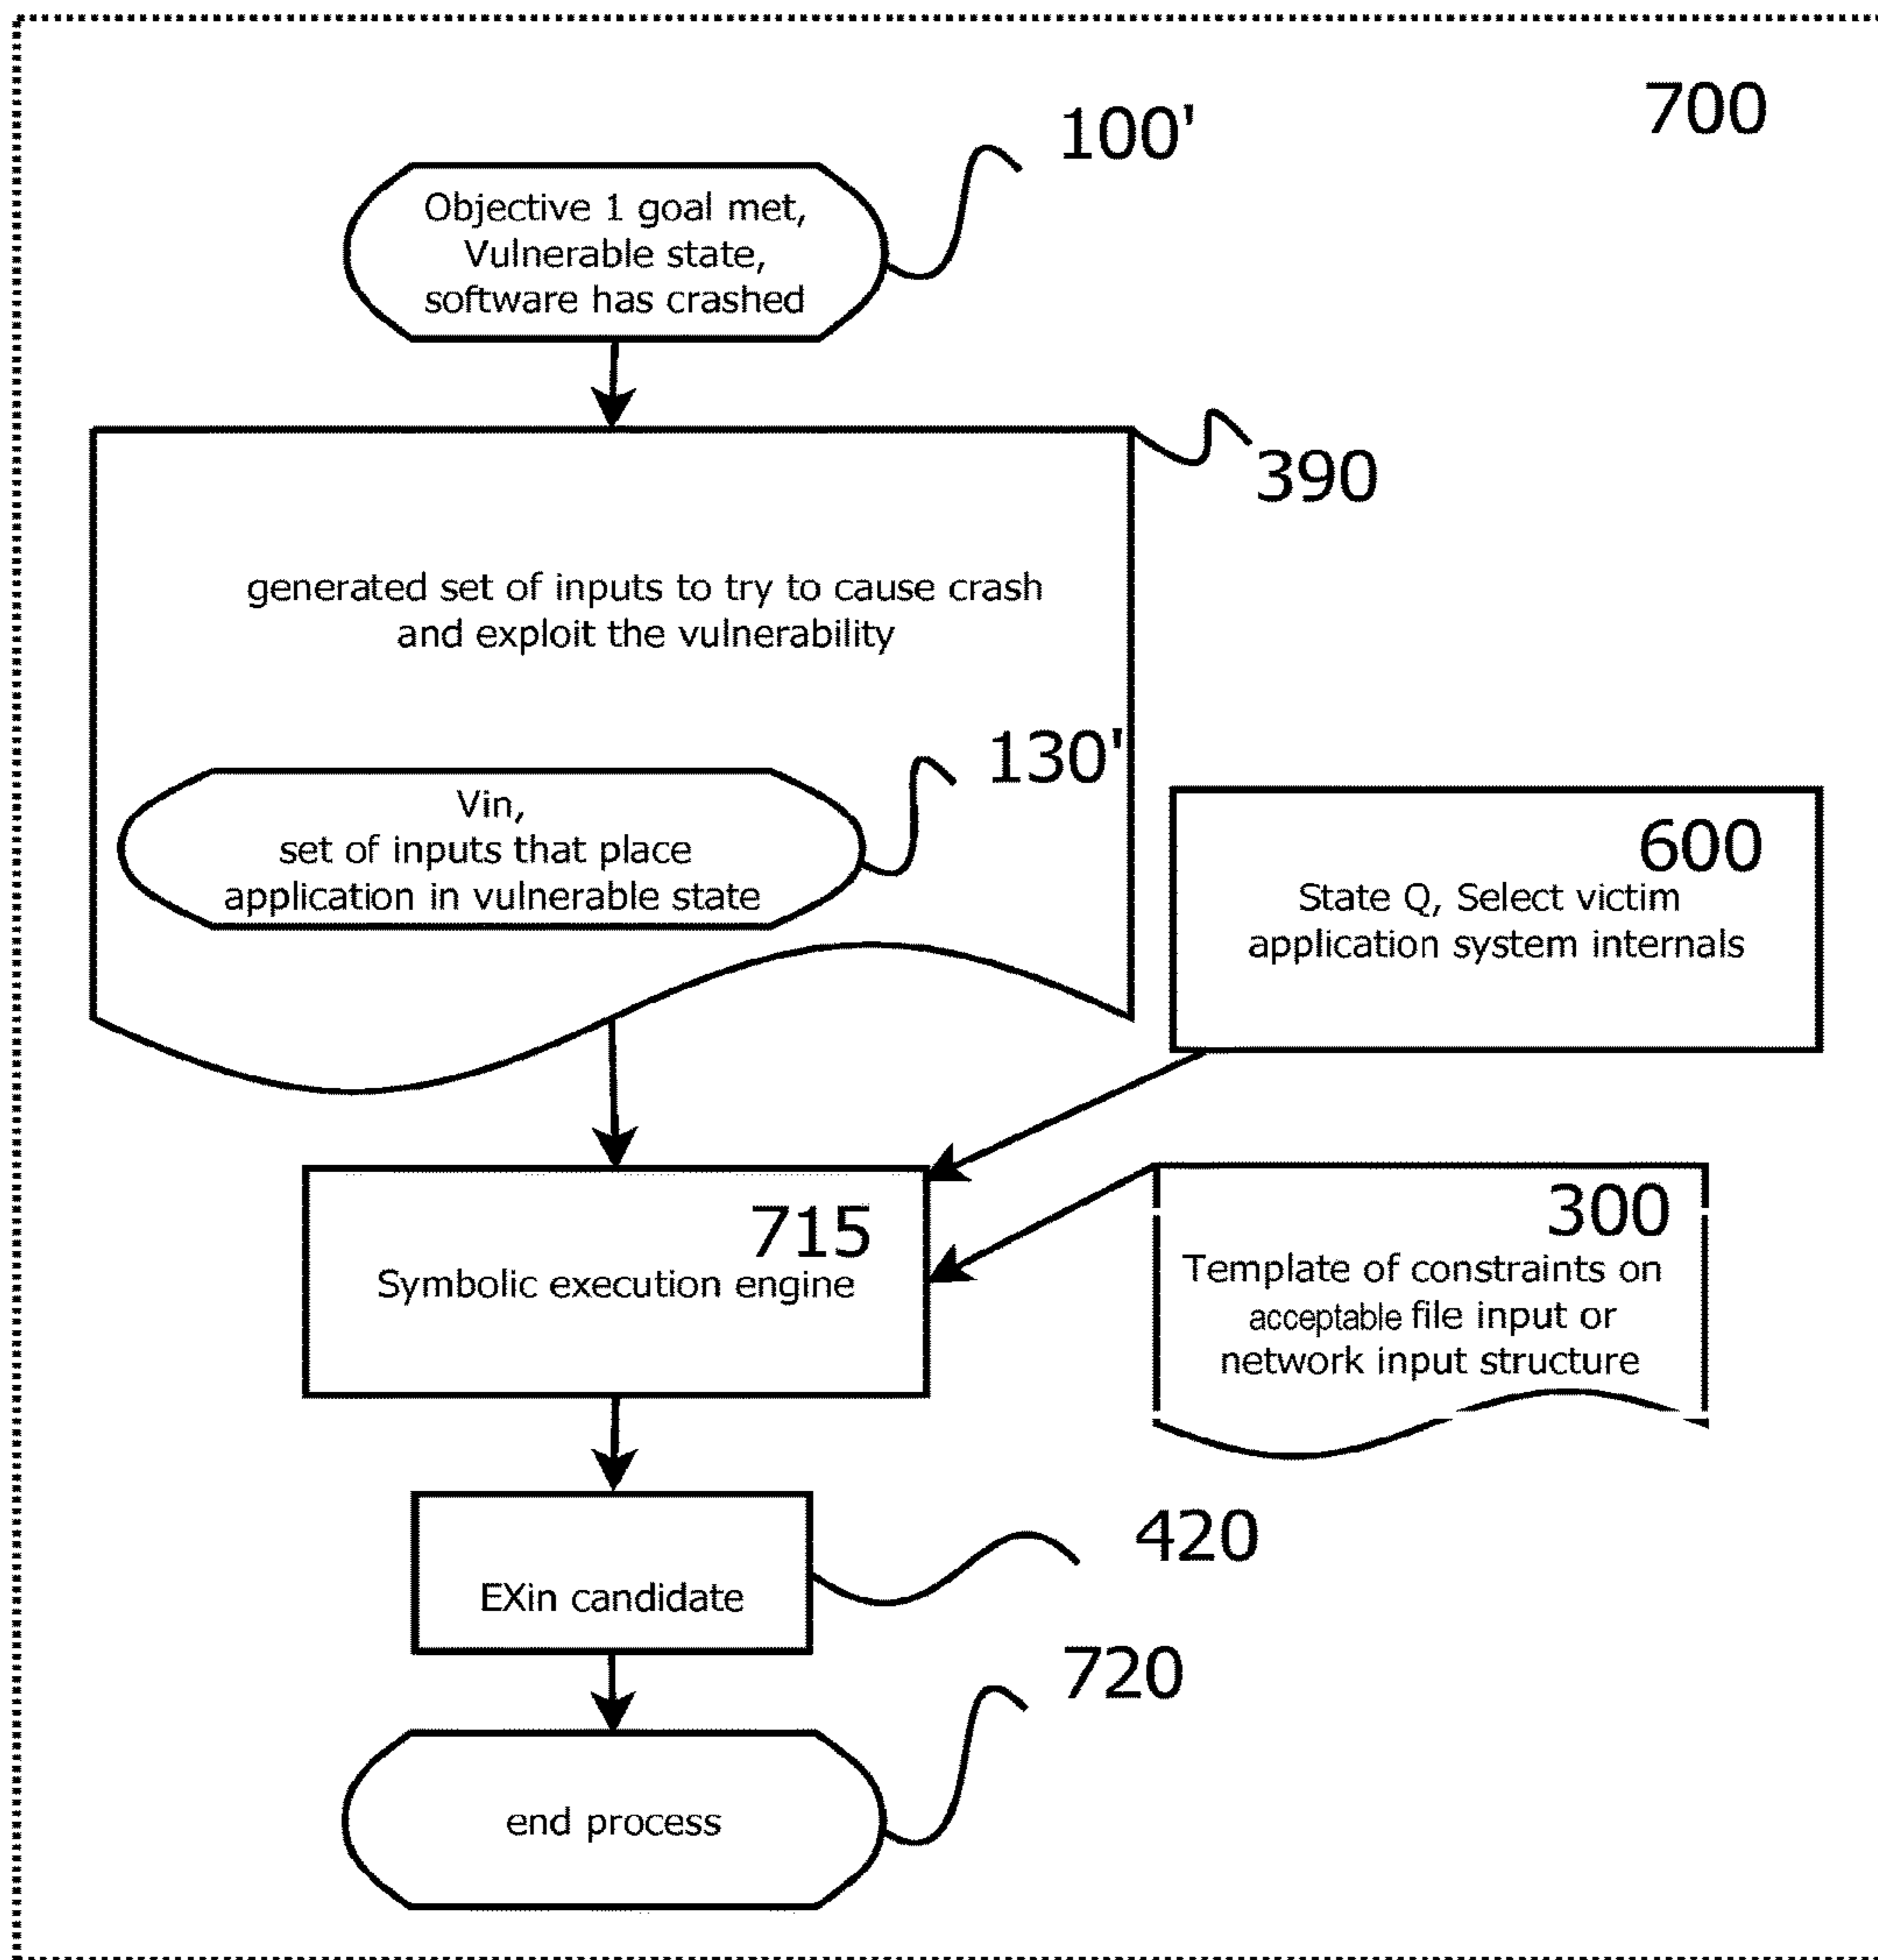 700
100'
Objective 1 goal met,
Vulnerable state,
software has crashed
390
generated set of inputs to try to cause crash
and exploit the vulnerability
130'
Vin,
set of inputs that place
application in vulnerable state
600
State Q, Select victim
application system internals
715
Symbolic execution engine
300
Template of constraints on
acceptable file input or
network input structure
420
EXin candidate
720
end process